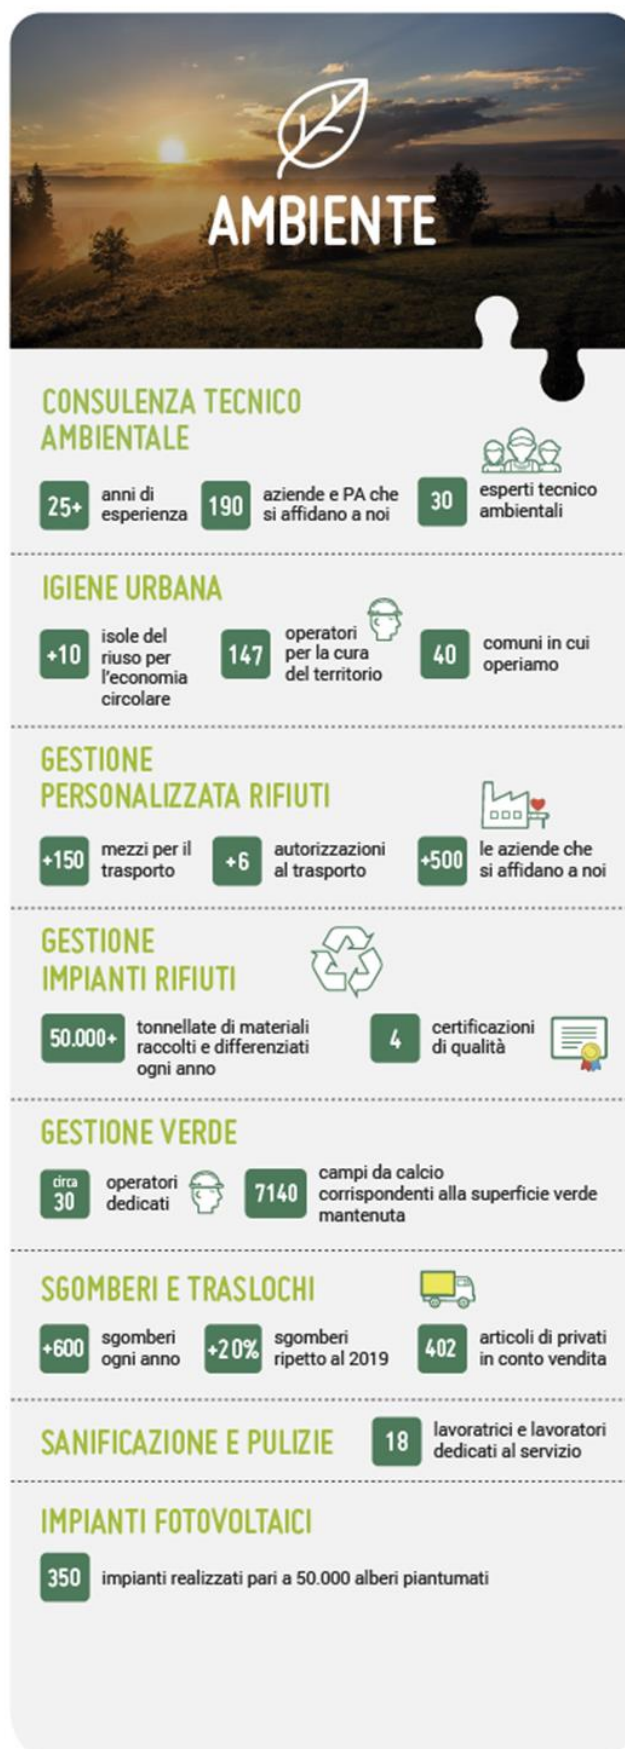 AMBIENTE
CONSULENZA TECNICO
AMBIENTALE
25+
anni di
esperienza
190
aziende e PA che
si affidano a noi
30
esperti tecnico
ambientali
IGIENE URBANA
+10
isole del
riuso per
l'economia
circolare
147
operatori
per la cura
del territorio
40
comuni in cui
operiamo
GESTIONE
PERSONALIZZATA RIFIUTI
+150
mezzi per il
trasporto
+6
autorizzazioni
al trasporto
+500
le aziende che
si affidano a noi
GESTIONE
IMPIANTI RIFIUTI
50.000+
tonnellate di materiali
raccolti e differenziati
ogni anno
4
certificazioni
di qualità
GESTIONE VERDE
circa
30
operatori
dedicati
7140
campi da calcio
corrispondenti alla superficie verde
mantenuta
SGOMBERI E TRASLOCHI
+600
sgomberi
ogni anno
+20%
sgomberi
ripetto al 2019
402
articoli di privati
in conto vendita
SANIFICAZIONE E PULIZIE
18
lavoratrici e lavoratori
dedicati al servizio
IMPIANTI FOTOVOLTAICI
350
impianti realizzati pari a 50.000 alberi piantumati